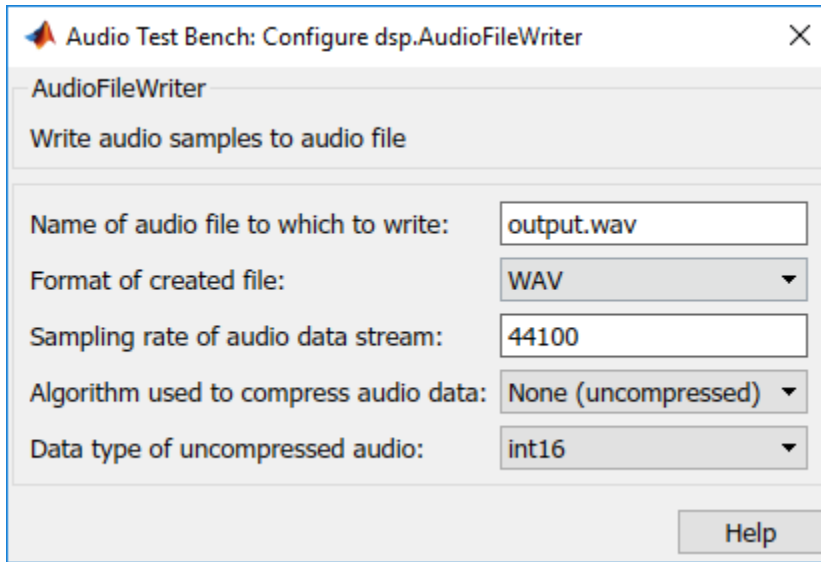 Audio Test Bench: Configure dsp.AudioFileWriter
AudioFileWriter
Write audio samples to audio file
Name of audio file to which to write: output.wav
Format of created file: WAV
Sampling rate of audio data stream: 44100
Algorithm used to compress audio data: None (uncompressed)
Data type of uncompressed audio: int16
Help